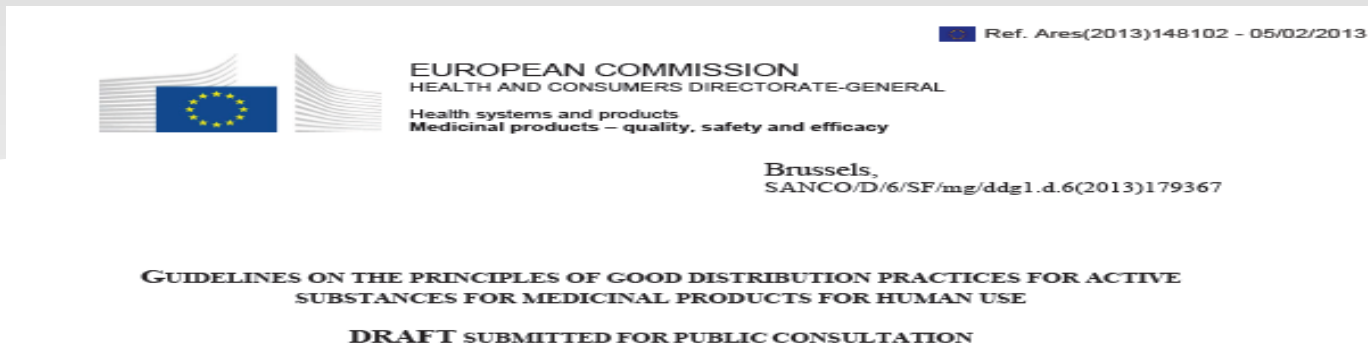 Ref. Ares(2013)148102 - 05/02/2013
EUROPEAN COMMISSION
HEALTH AND CONSUMERS DIRECTORATE-GENERAL
Health systems and products
Medicinal products – quality, safety and efficacy
Brussels,
SANCO/D/6/SF/mg/ddg1.d.6(2013)179367
GUIDELINES ON THE PRINCIPLES OF GOOD DISTRIBUTION PRACTICES FOR ACTIVE
SUBSTANCES FOR MEDICINAL PRODUCTS FOR HUMAN USE
DRAFT SUBMITTED FOR PUBLIC CONSULTATION